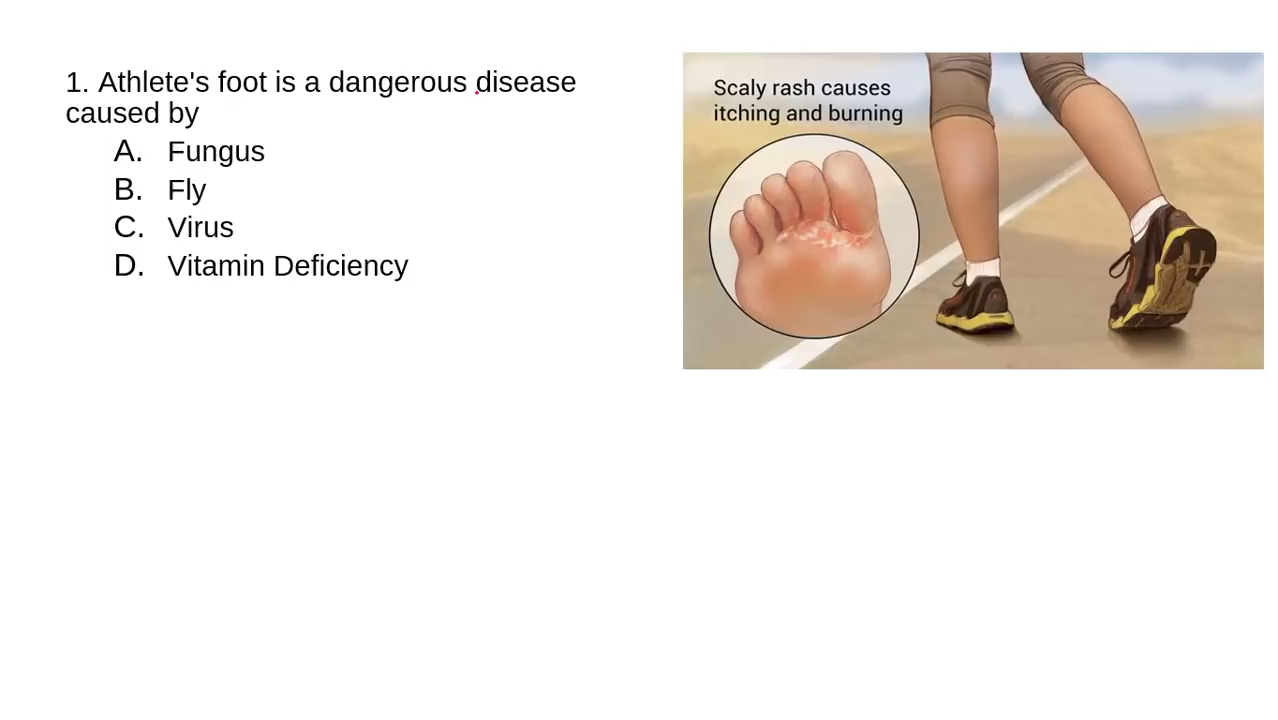 1. Athlete's foot is a dangerous disease
caused by
A. Fungus
B. Fly
C. Virus
D. Vitamin Deficiency
Scaly rash causes
itching and burning